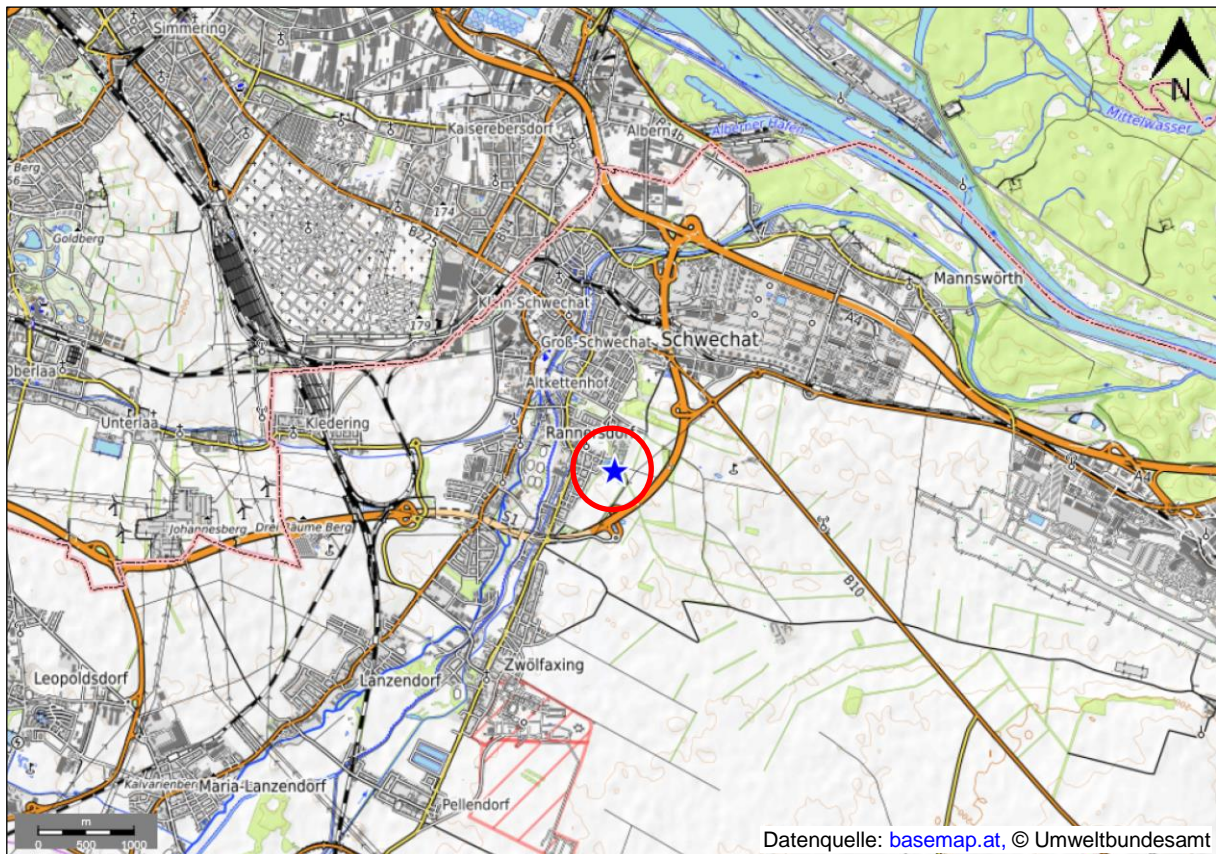 Simmering
N
Kaiserebersdorf
Albern
Alberner Hafen
Mittelwasser
Berg
174
B225
Goldberg
Mannswörth
Klein-Schwechat
A4
179
Groß-Schwechat
Schwechat
Oberlaa
Altkettenhof
Unterlaa
Kledering
Rannersdorf
A4
S1
Johannesberg
Drei Bäume Berg
B10
Zwölfaxing
Leopoldsdorf
Lanzendorf
Kalvarienberg
Maria-Lanzendorf
Pellendorf
m
0 500 1000
Datenquelle: basemap.at, © Umweltbundesamt